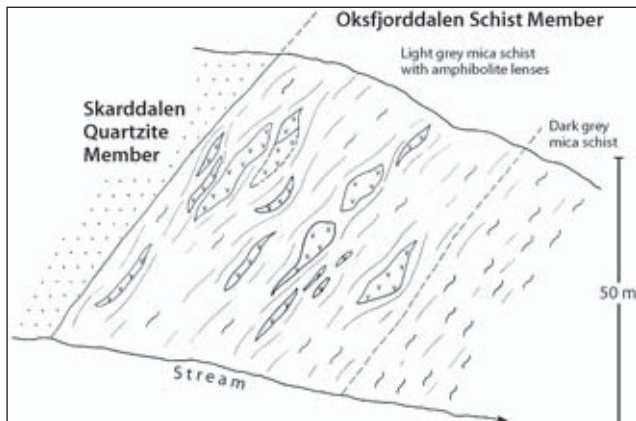 Oksfjorddalen Schist Member
Light grey mica schist
with amphibolite lenses
Skarddalen
Quartzite
Member
Dark grey
mica schist
50 m
Stream